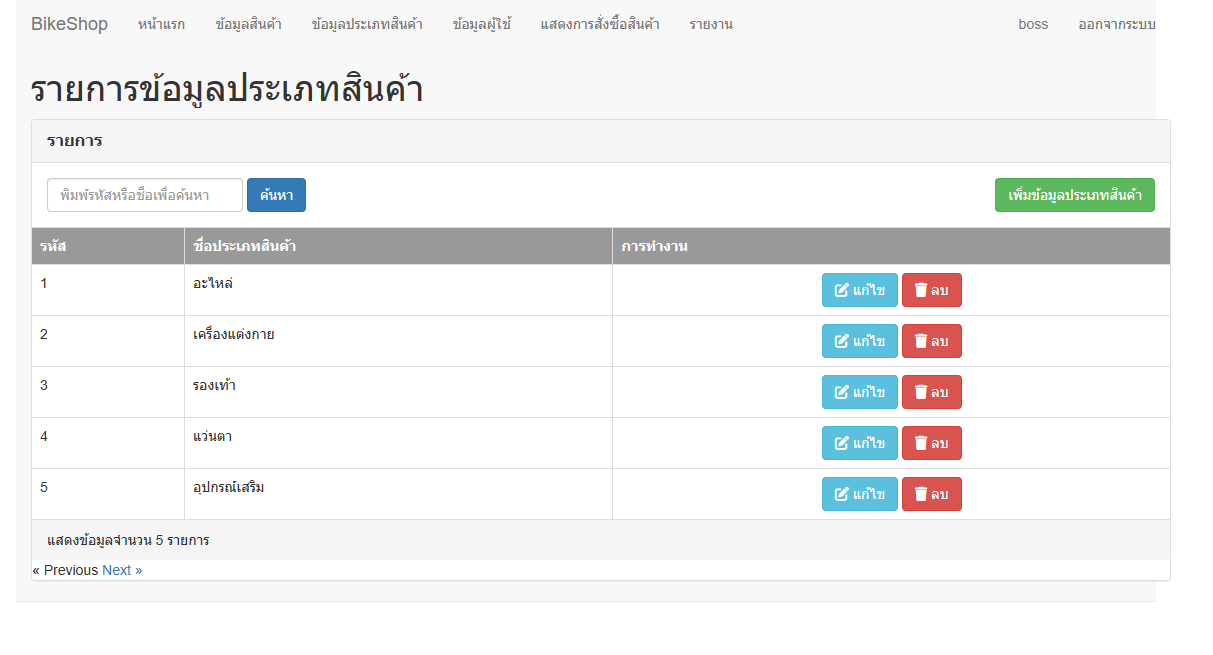 BikeShop หน้าแรก ข้อมูลสินค้า ข้อมูลประเภทสินค้า ข้อมูลผู้ใช้ แสดงการสั่งซื้อสินค้า รายงาน boss ออกจากระบบ
รายการข้อมูลประเภทสินค้า
รายการ
พิมพ์รหัสหรือชื่อเพื่อค้นหา ค้นหา เพิ่มข้อมูลประเภทสินค้า
รหัส ชื่อประเภทสินค้า การทำงาน
1 อะไหล่ แก้ไข ลบ
2 เครื่องแต่งกาย แก้ไข ลบ
3 รองเท้า แก้ไข ลบ
4 แว่นตา แก้ไข ลบ
5 อุปกรณ์เสริม แก้ไข ลบ
แสดงข้อมูลจำนวน 5 รายการ
« Previous Next »